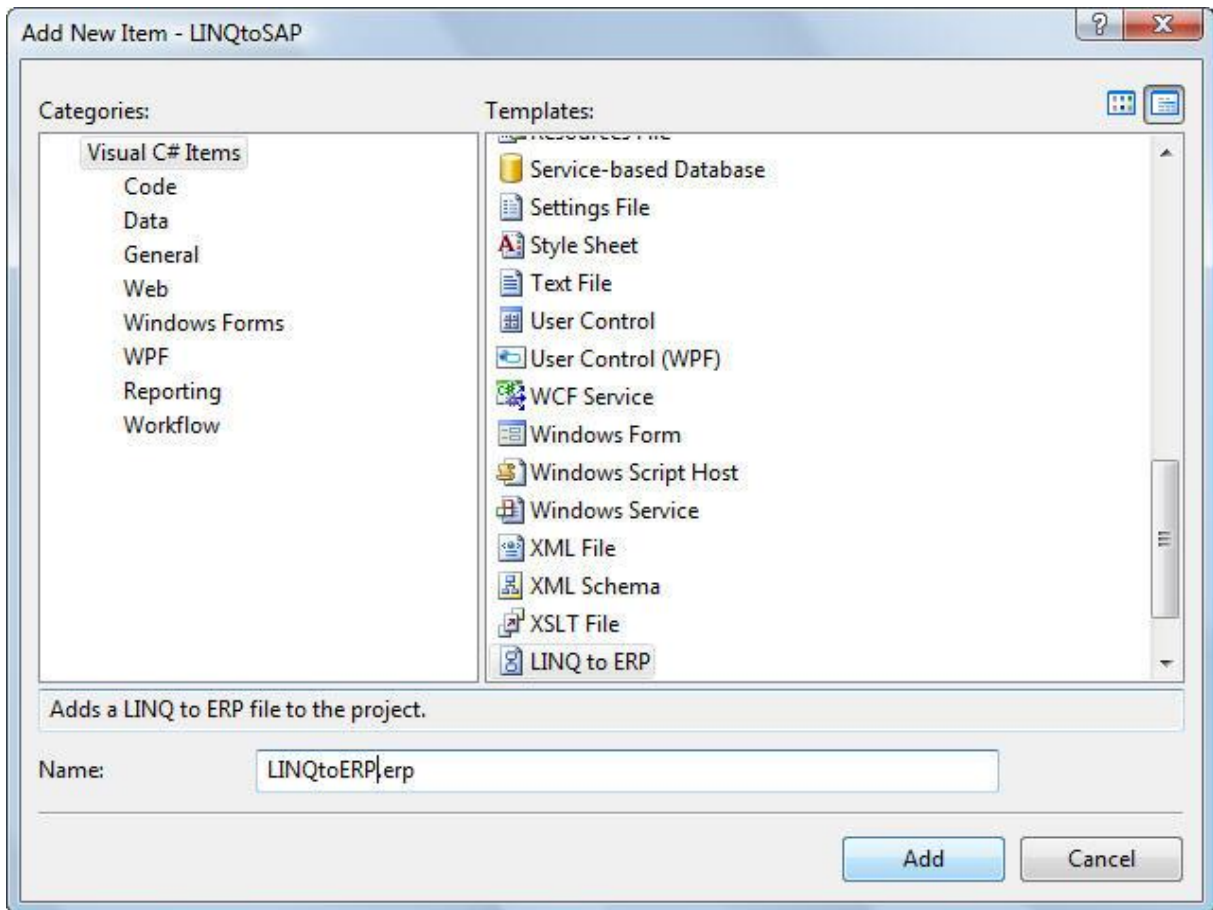 Add New Item - LINQtoSAP
Categories:
Visual C# Items
Code
Data
General
Web
Windows Forms
WPF
Reporting
Workflow
Templates:
Resources File
Service-based Database
Settings File
Style Sheet
Text File
User Control
User Control (WPF)
WCF Service
Windows Form
Windows Script Host
Windows Service
XML File
XML Schema
XSLT File
LINQ to ERP
Adds a LINQ to ERP file to the project.
Name: LINQtoERP.erp
Add Cancel